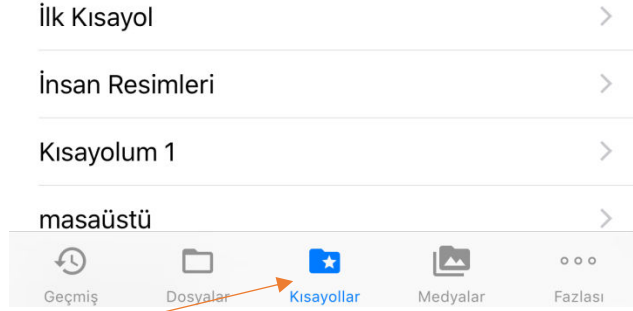 İlk Kısayol
İnsan Resimleri
Kısayolum 1
masaüstü
Geçmiş Dosyalar Kısayollar Medyalar Fazlası